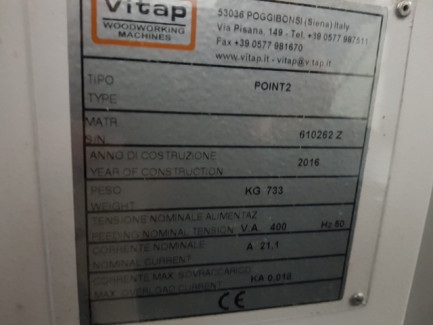 Vitap
WOODWORKING
MACHINES
53036 POGGIBONSI (Siena) Italy
Via Pisana, 149 - Tel. +39 0577 987511
Fax +39 0577 981670
www.vitap.it - vitap@vitap.it
TIPO
TYPE POINT2
MATR.
S/N. 610262 Z
ANNO DI COSTRUZIONE
YEAR OF CONSTRUCTION 2016
PESO
WEIGHT KG 733
TENSIONE NOMINALE ALIMENTAZ
FEEDING NOMINAL TENSION V.A. 400 Hz 50
CORRENTE NOMINALE
NOMINAL CURRENT A 21,1
CORRENTE MAX. SOVRACCARICO
MAX. OVERLOAD CURRENT KA 0,018
CE